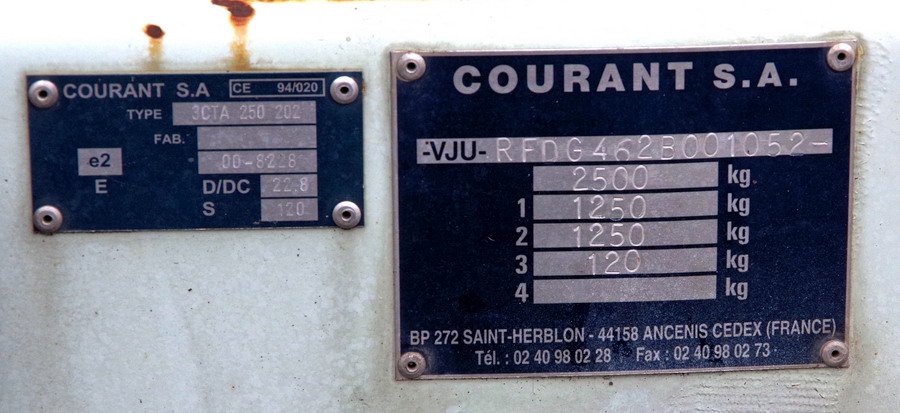 COURANT S.A CE 94/020
TYPE 3CTA 250 202
FAB.
00-8228
e2
E
D/DC 22.8
S 120
COURANT S.A.
-VJU- RFDG462B001052-
2500 kg
1 1250 kg
2 1250 kg
3 120 kg
4 kg
BP 272 SAINT-HERBLON - 44158 ANCENIS CEDEX (FRANCE)
Tél. : 02 40 98 02 28 Fax : 02 40 98 02 73